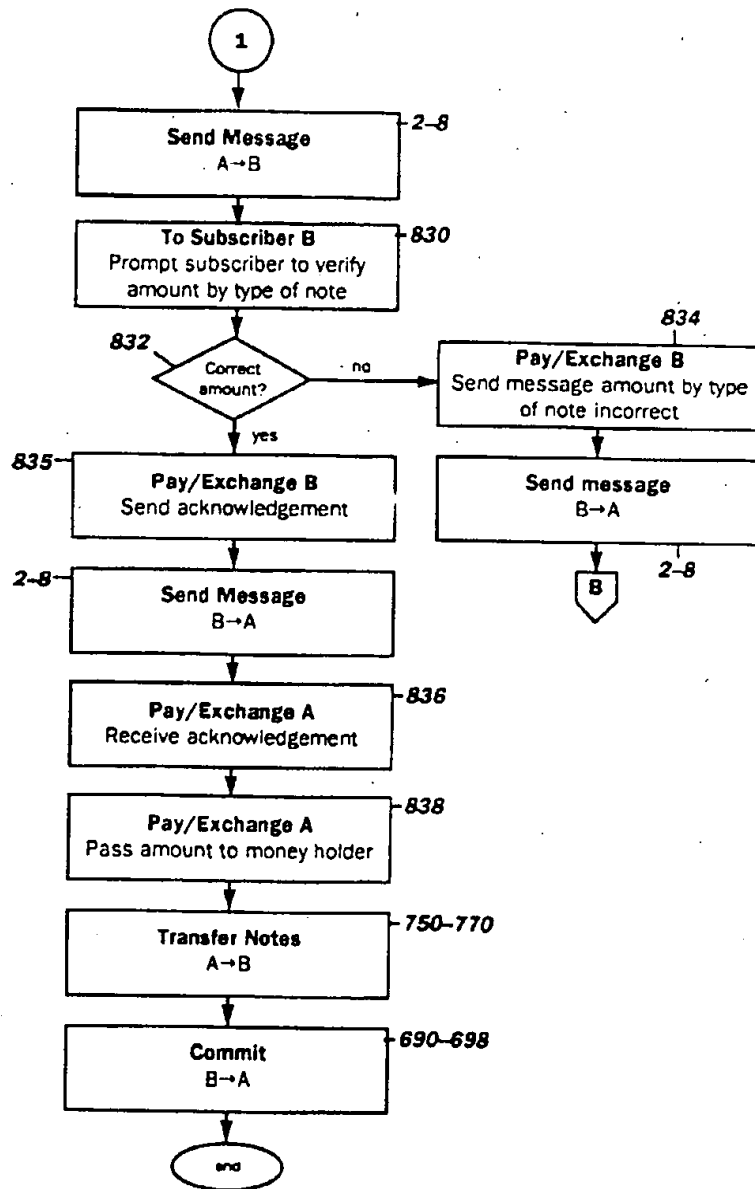 1
2–8
Send Message
A→B
830
To Subscriber B
Prompt subscriber to verify
amount by type of note
832
Correct
amount?
no
834
Pay/Exchange B
Send message amount by type
of note incorrect
yes
835
Pay/Exchange B
Send acknowledgement
Send message
B→A
2–8
B
2–8
Send Message
B→A
836
Pay/Exchange A
Receive acknowledgement
838
Pay/Exchange A
Pass amount to money holder
750–770
Transfer Notes
A→B
690–698
Commit
B→A
end